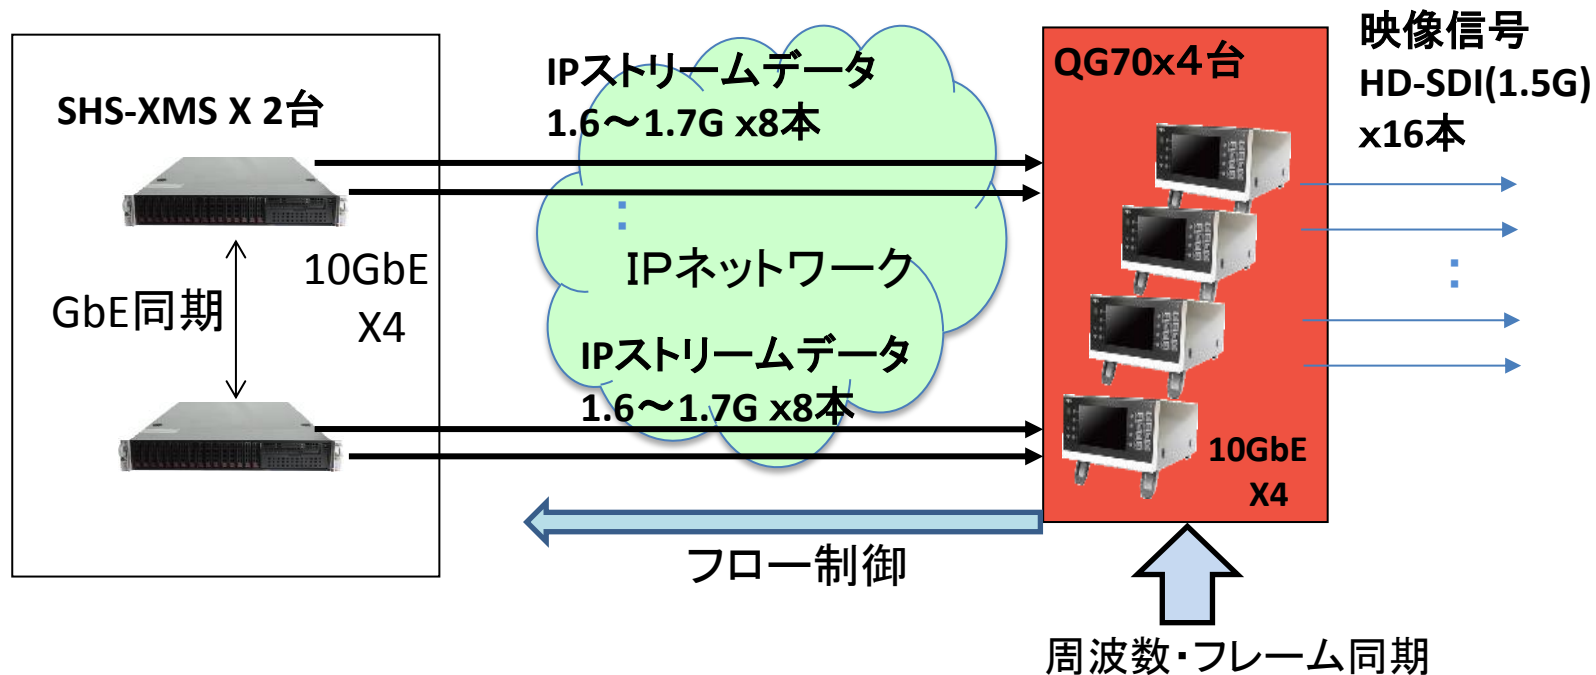 SHS-XMS X 2台
GbE同期
10GbE
X4
IPストリームデータ
1.6～1.7G x8本
：
IPネットワーク
IPストリームデータ
1.6～1.7G x8本
フロー制御
QG70x４台
10GbE
X4
周波数・フレーム同期
映像信号
HD-SDI(1.5G)
x16本
：